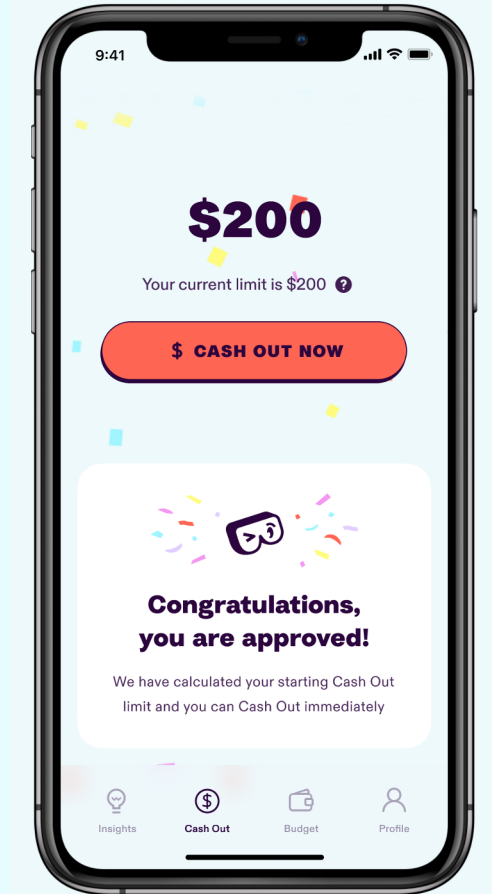 9:41
$200
Your current limit is $200 ?
$ CASH OUT NOW
Congratulations,
you are approved!
We have calculated your starting Cash Out
limit and you can Cash Out immediately
Insights
Cash Out
Budget
Profile